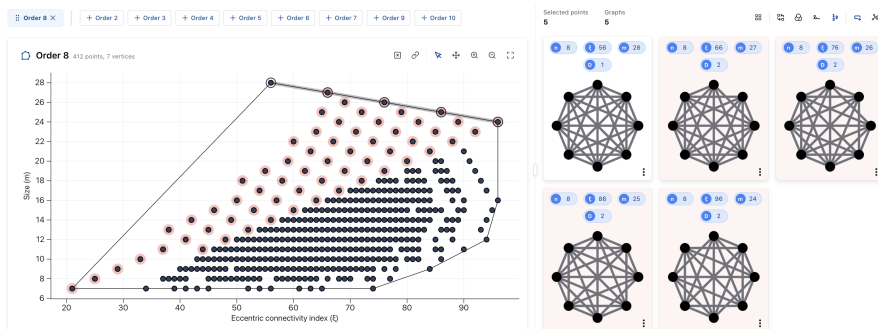 Order 8 ×
+ Order 2
+ Order 3
+ Order 4
+ Order 5
+ Order 6
+ Order 7
+ Order 9
+ Order 10
Order 8 412 points, 7 vertices
28
26
24
22
20
18
16
14
12
10
8
6
Size (m)
20 30 40 50 60 70 80 90
Eccentric connectivity index (ξ)
Selected points
5
Graphs
5
n 8 ξ 56 m 28
D 1
n 8 ξ 66 m 27
D 2
n 8 ξ 76 m 26
D 2
n 8 ξ 86 m 25
D 2
n 8 ξ 96 m 24
D 2